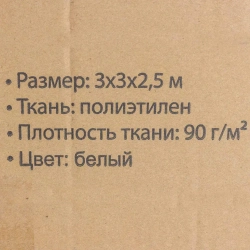 • Размер: 3х3х2,5 м
• Ткань: полиэтилен
• Плотность ткани: 90 г/м²
• Цвет: белый